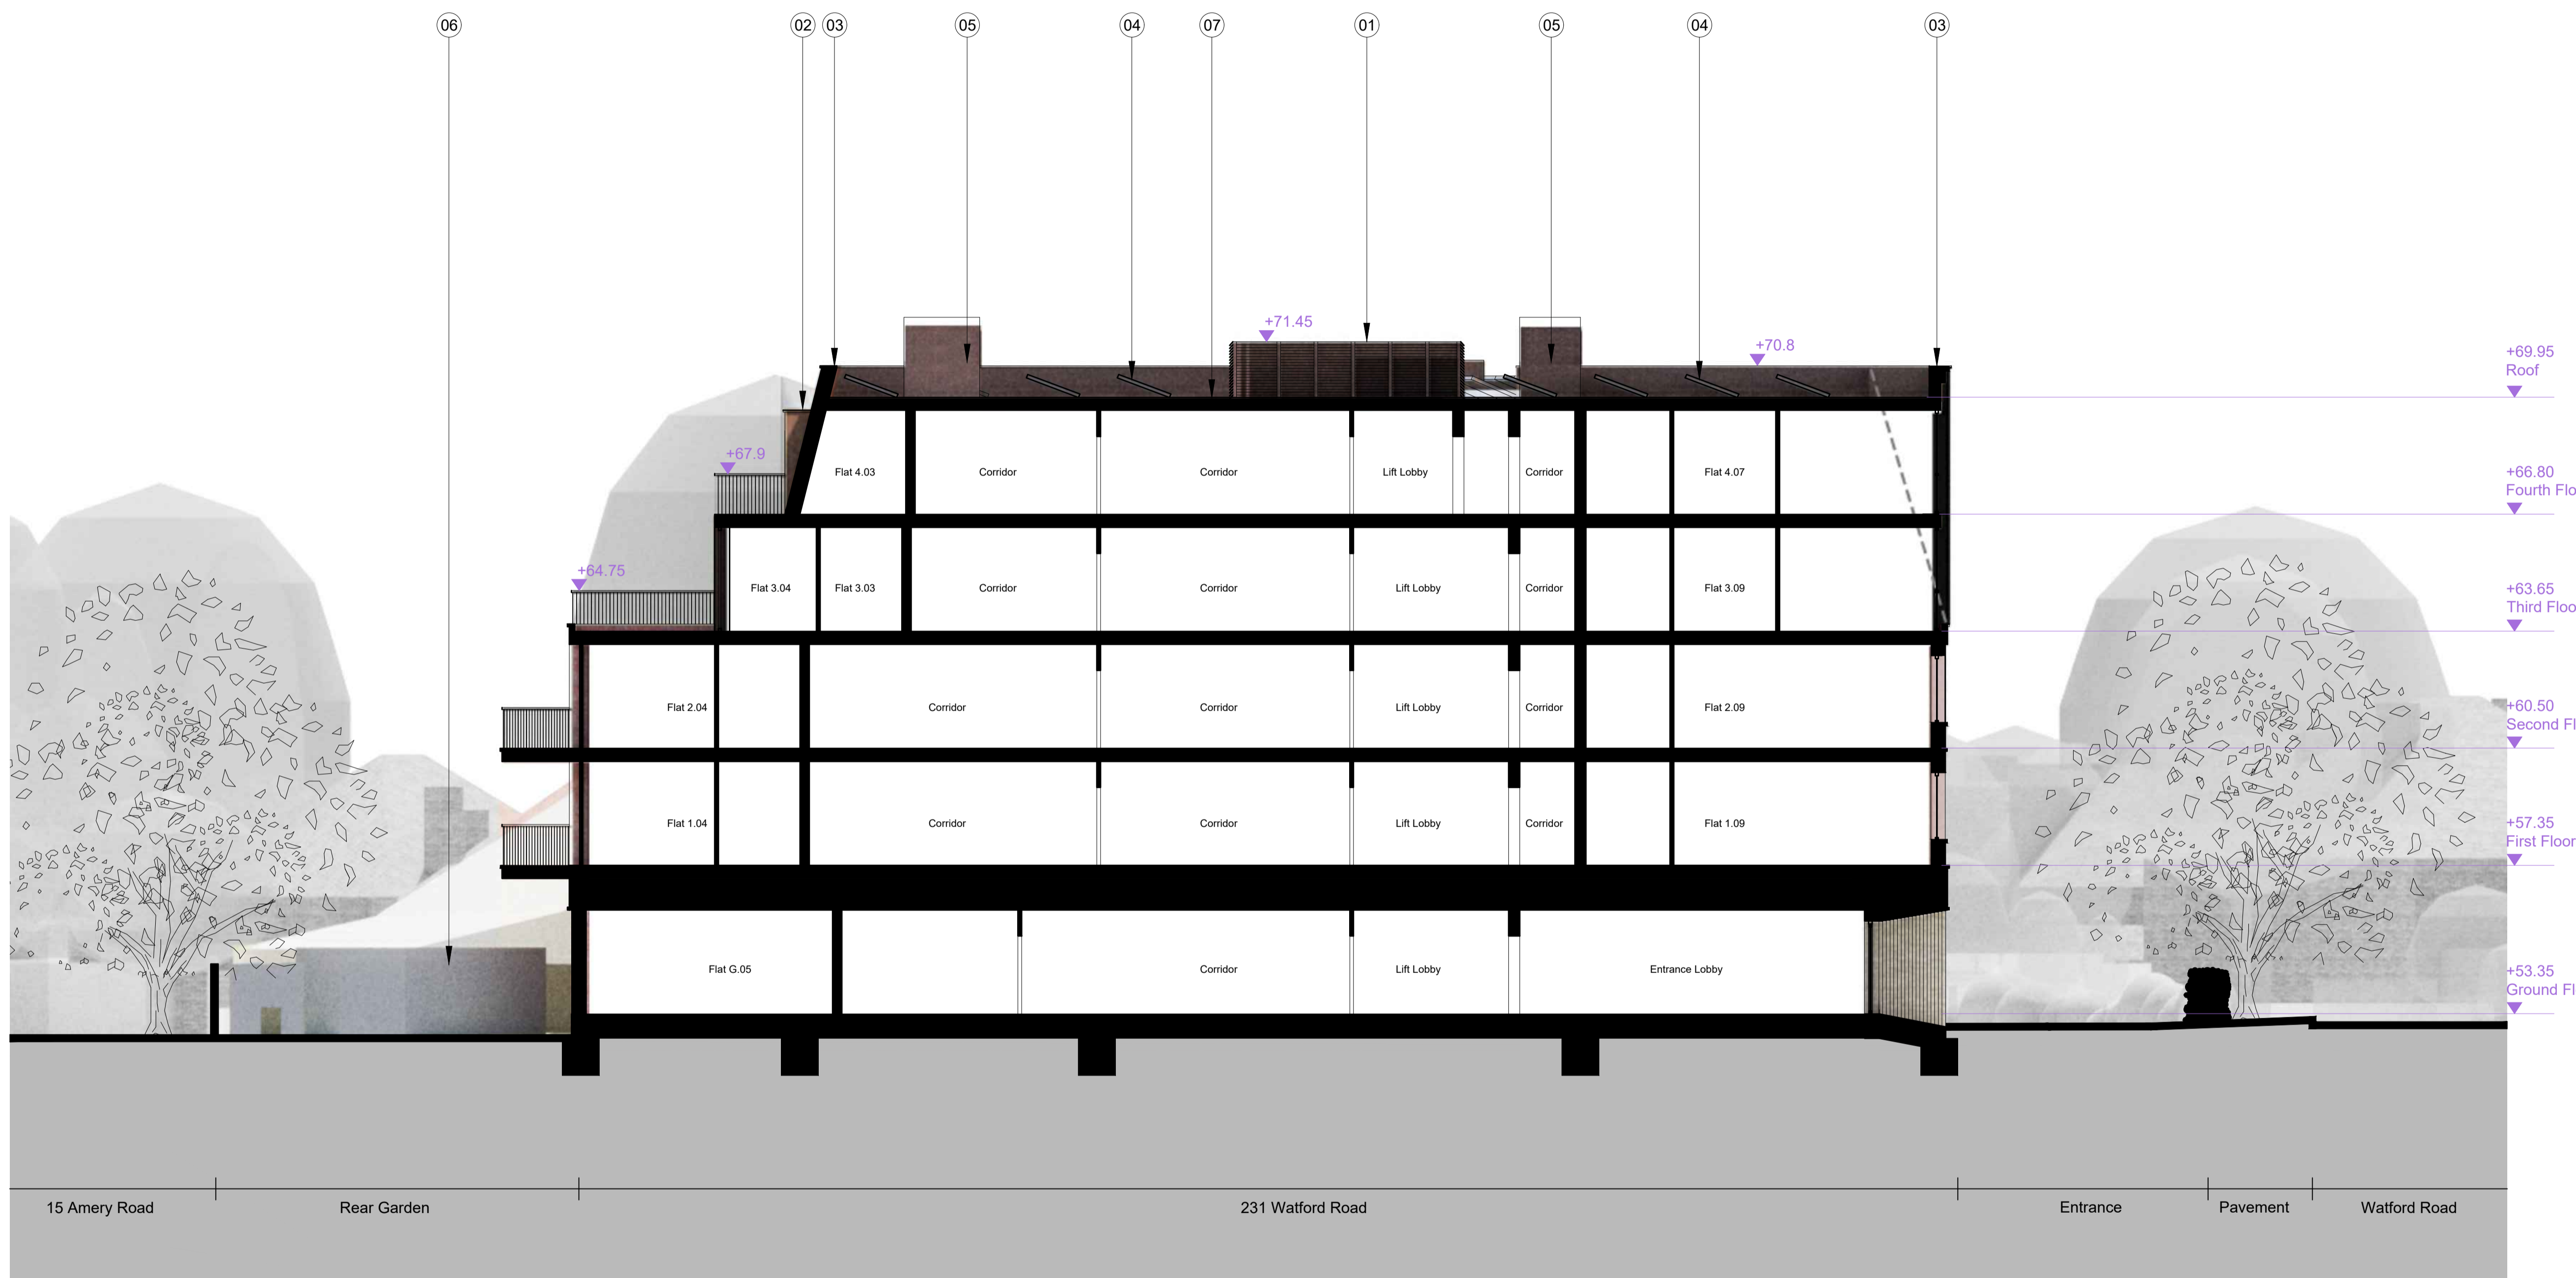 06
02
03
05
04
07
01
05
04
03
+71.45
+70.8
+69.95
Roof
+67.9
Flat 4.03
Corridor
Corridor
Lift Lobby
Corridor
Flat 4.07
+66.80
Fourth Flo
+64.75
Flat 3.04
Flat 3.03
Corridor
Corridor
Lift Lobby
Corridor
Flat 3.09
+63.65
Third Floo
Flat 2.04
Corridor
Corridor
Lift Lobby
Corridor
Flat 2.09
+60.50
Second Fl
Flat 1.04
Corridor
Corridor
Lift Lobby
Corridor
Flat 1.09
+57.35
First Floor
Flat G.05
Corridor
Lift Lobby
Entrance Lobby
+53.35
Ground Fl
15 Amery Road
Rear Garden
231 Watford Road
Entrance
Pavement
Watford Road